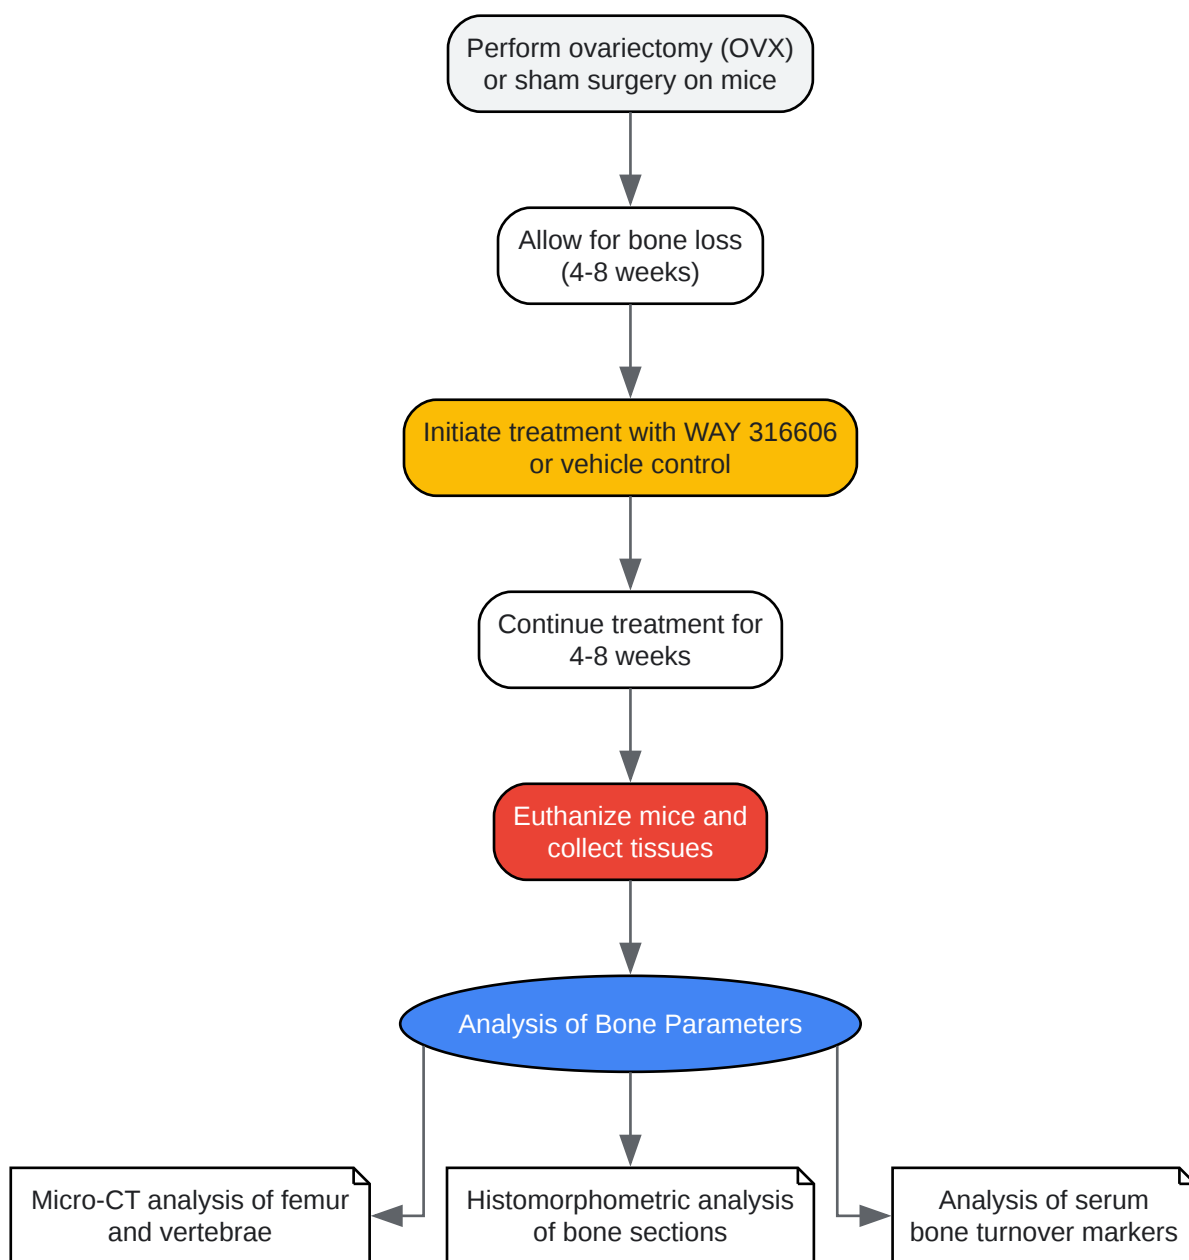 Perform ovariectomy (OVX)
or sham surgery on mice
Allow for bone loss
(4-8 weeks)
Initiate treatment with WAY 316606
or vehicle control
Continue treatment for
4-8 weeks
Euthanize mice and
collect tissues
Analysis of Bone Parameters
Micro-CT analysis of femur
and vertebrae
Histomorphometric analysis
of bone sections
Analysis of serum
bone turnover markers